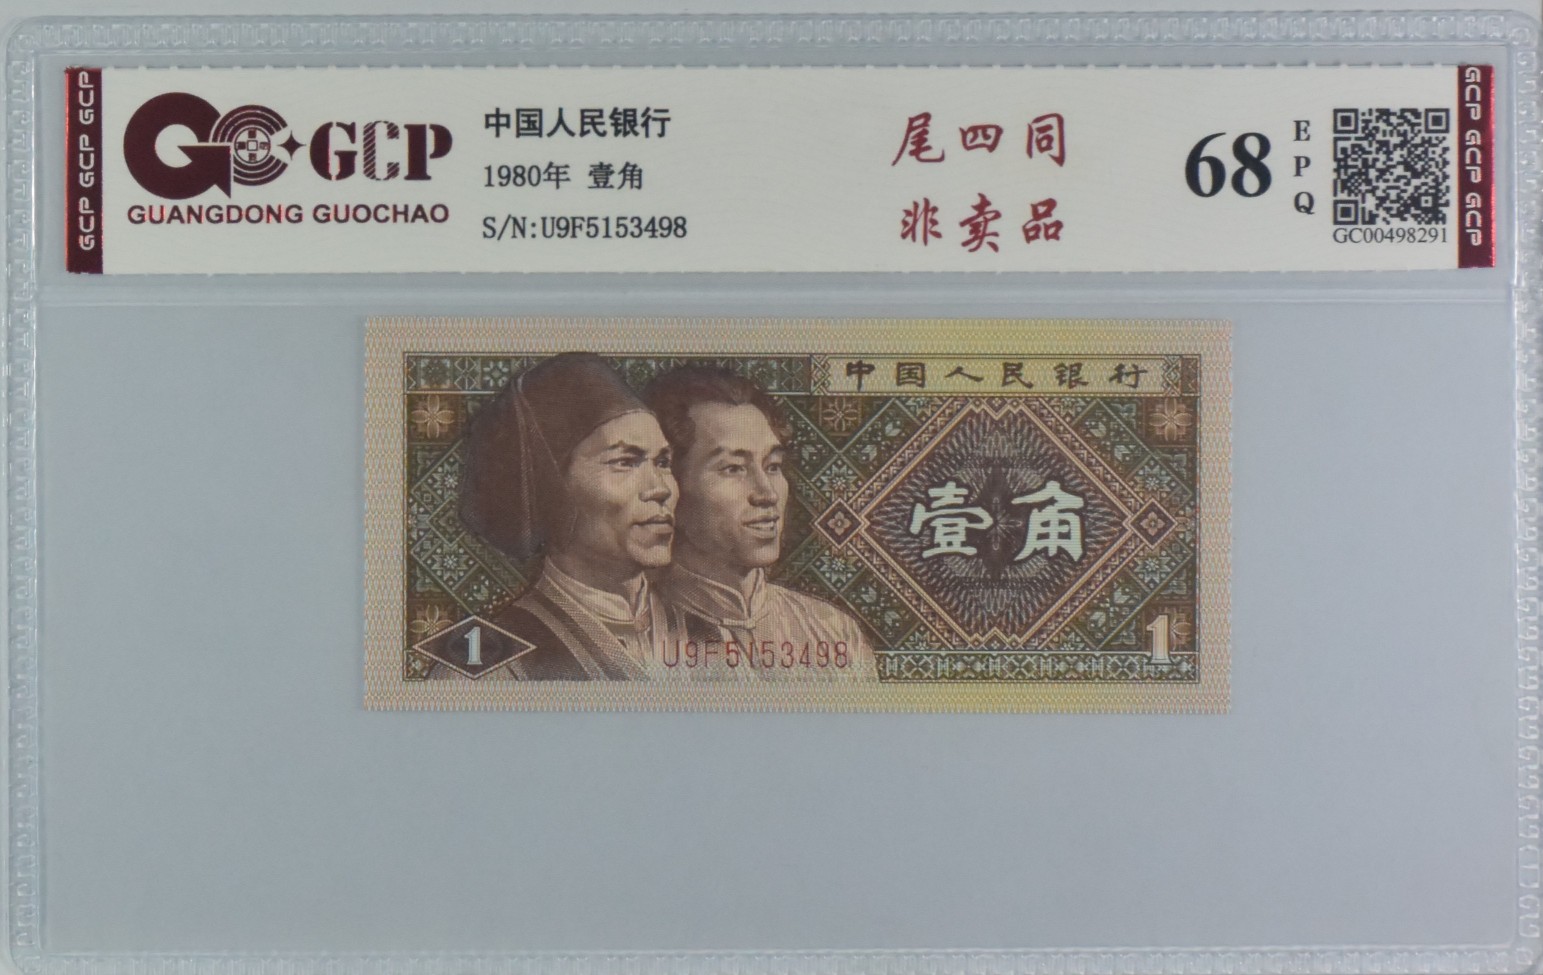 GCP GCP GCP
GCP
GUANGDONG GUOCHAO
中国人民银行
1980年 壹角
S/N:U9F5153498
尾四同
非卖品
68
E
P
Q
GC00498291
GCP GCP GCP
中国人民银行
壹角
1
U9F5153498
1